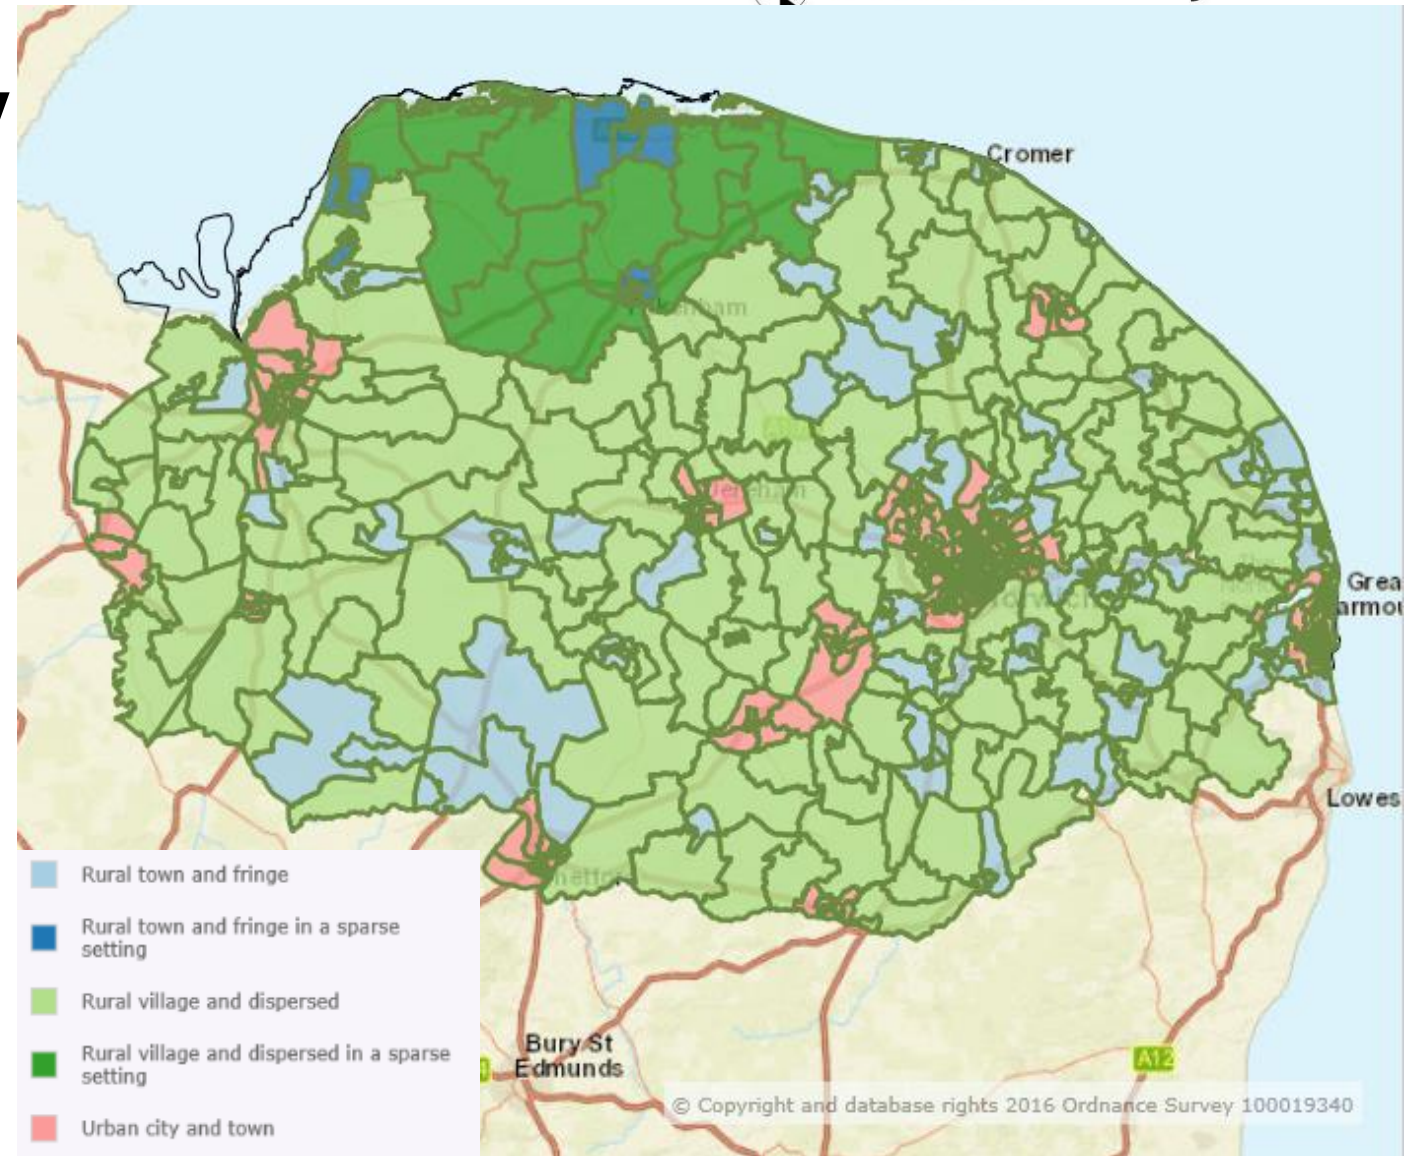 Cromer
Dereham
Grea
armou
Lowes
Rural town and fringe
Rural town and fringe in a sparse
setting
Rural village and dispersed
Rural village and dispersed in a sparse
setting
Urban city and town
Bury St
Edmunds
A12
© Copyright and database rights 2016 Ordnance Survey 100019340